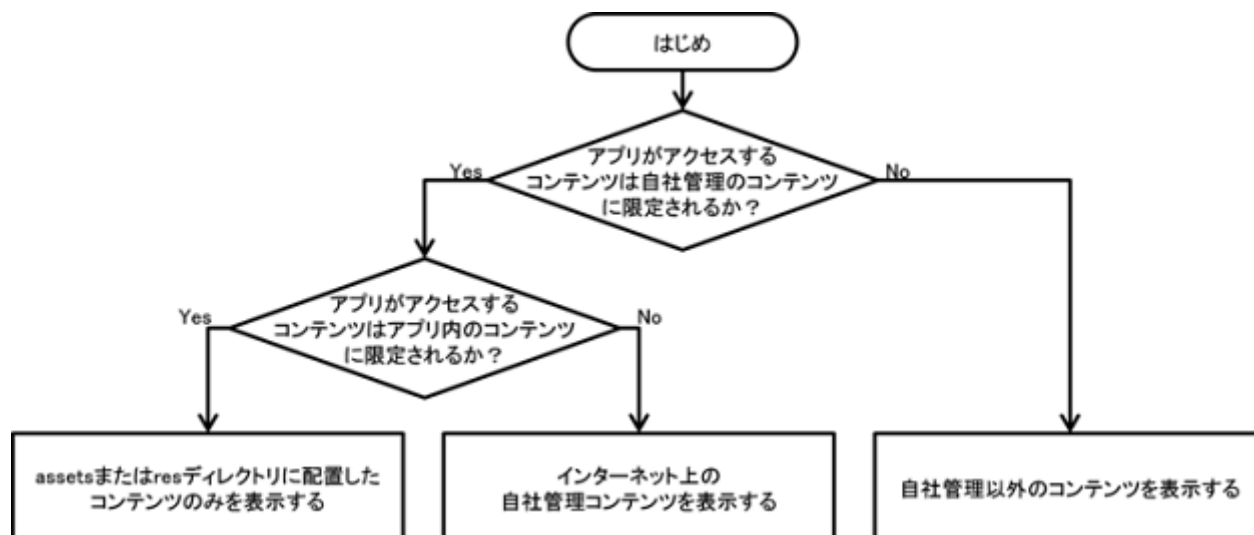 はじめ
アプリがアクセスする
コンテンツは自社管理のコンテンツ
に限定されるか？
Yes
No
アプリがアクセスする
コンテンツはアプリ内のコンテンツ
に限定されるか？
Yes
No
assetsまたはresディレクトリに配置した
コンテンツのみを表示する
インターネット上の
自社管理コンテンツを表示する
自社管理以外のコンテンツを表示する